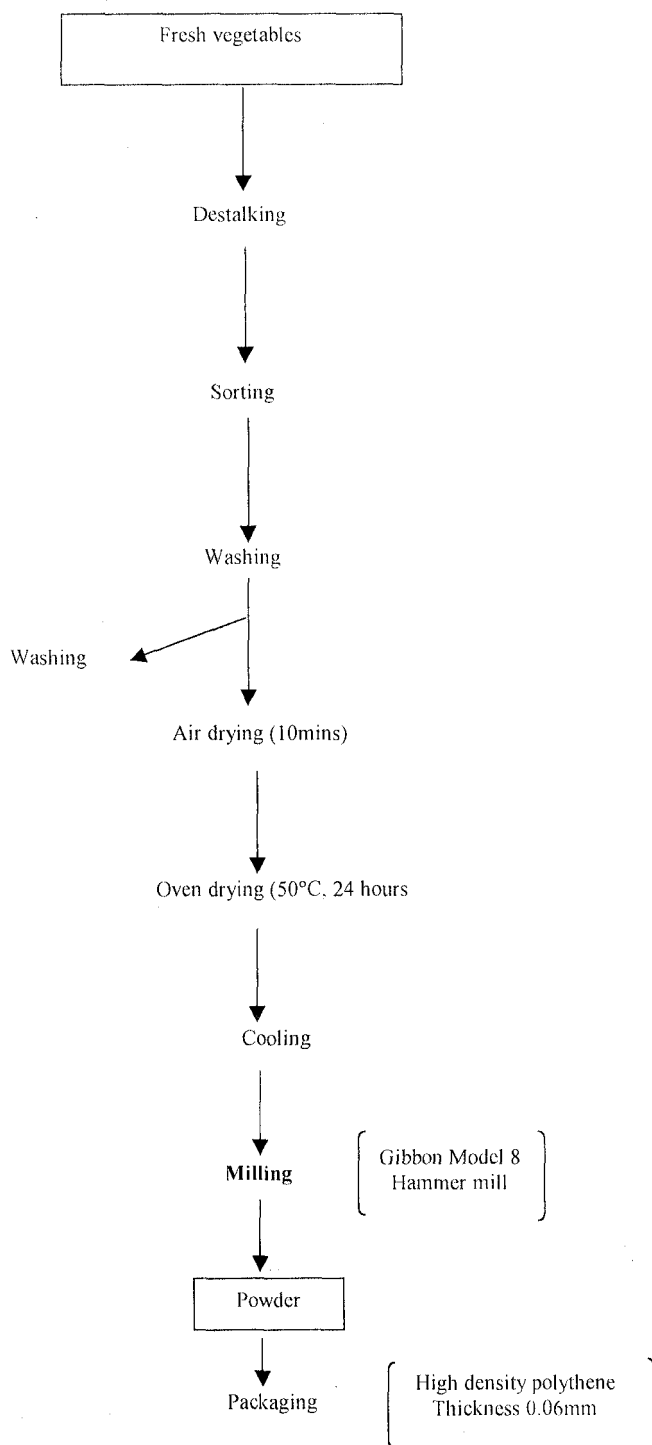 Fresh vegetables
Destalking
Sorting
Washing
Washing
Air drying (10mins)
Oven drying (50°C, 24 hours
Cooling
Milling
Gibbon Model 8
Hammer mill
Powder
Packaging
High density polythene
Thickness 0.06mm